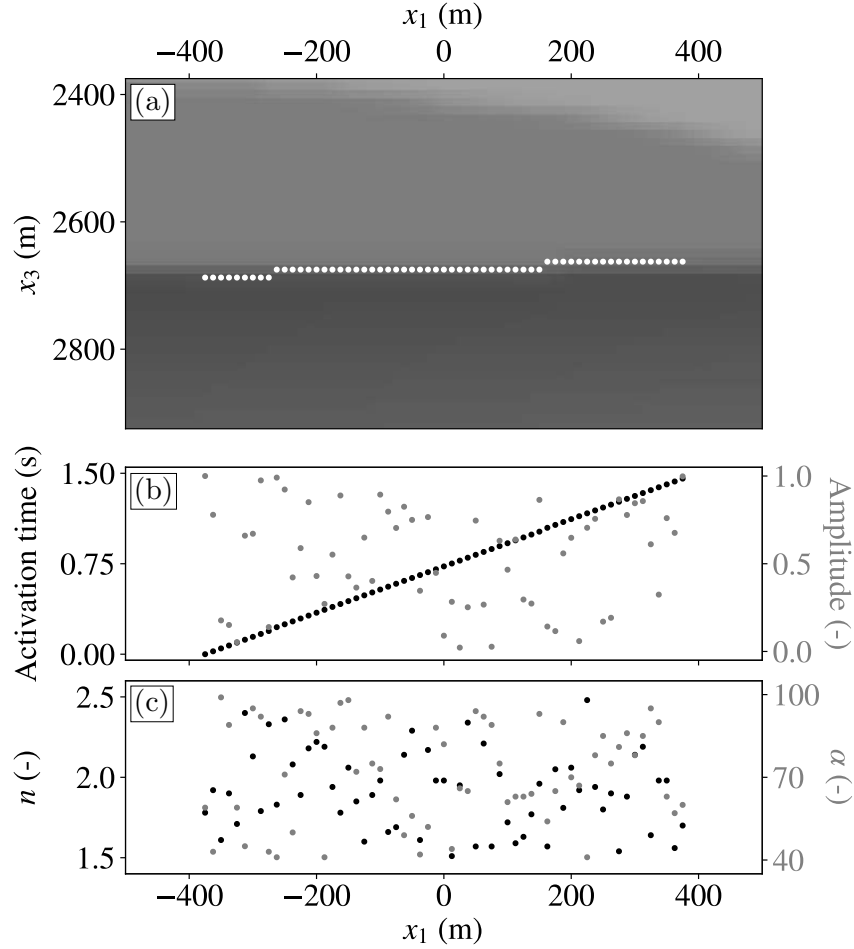 x₁ (m)
−400 −200 0 200 400
(a)
2400
2600
2800
x₃ (m)
(b)
1.50
0.75
0.00
Activation time (s)
1.0
0.5
0.0
Amplitude (-)
(c)
2.5
2.0
1.5
n (-)
100
70
40
α (-)
−400 −200 0 200 400
x₁ (m)